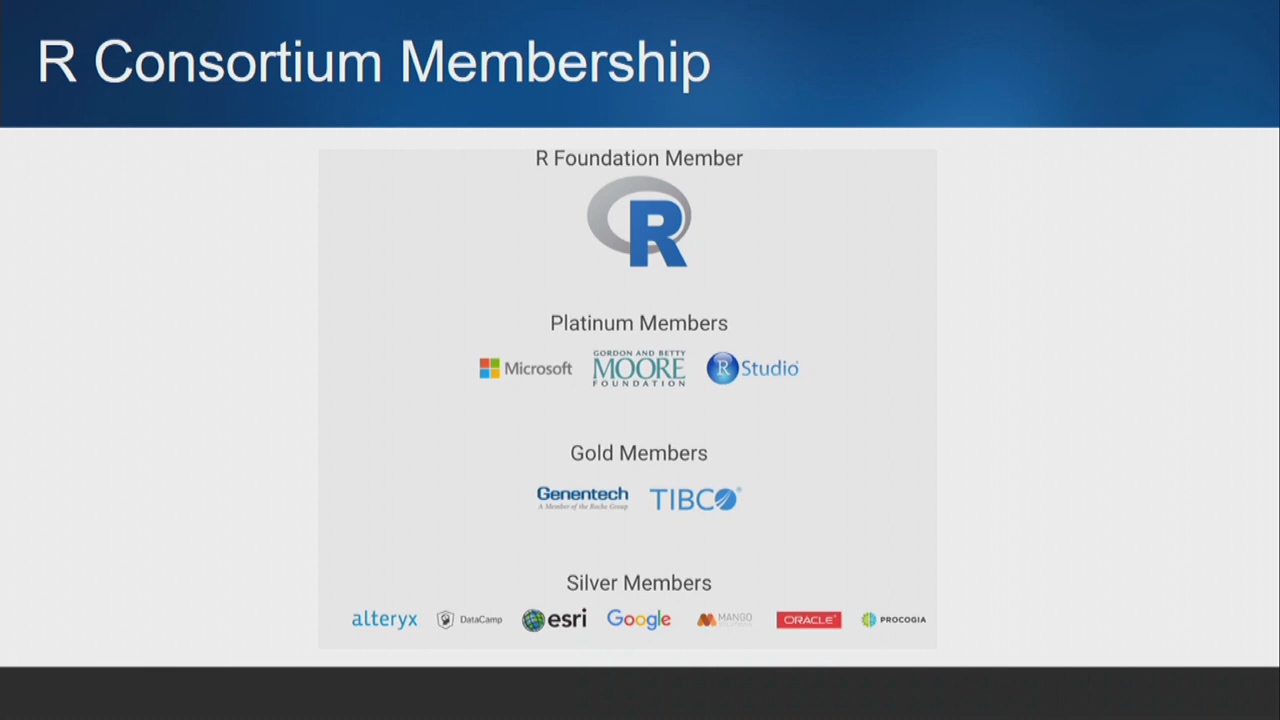 R Consortium Membership
R Foundation Member
R
Platinum Members
Microsoft
GORDON AND BETTY
MOORE
FOUNDATION
R Studio
Gold Members
Genentech
A Member of the Roche Group
TIBCO
Silver Members
alteryx DataCamp esri Google MANGO ORACLE PROCOGIA
SOLUTIONS